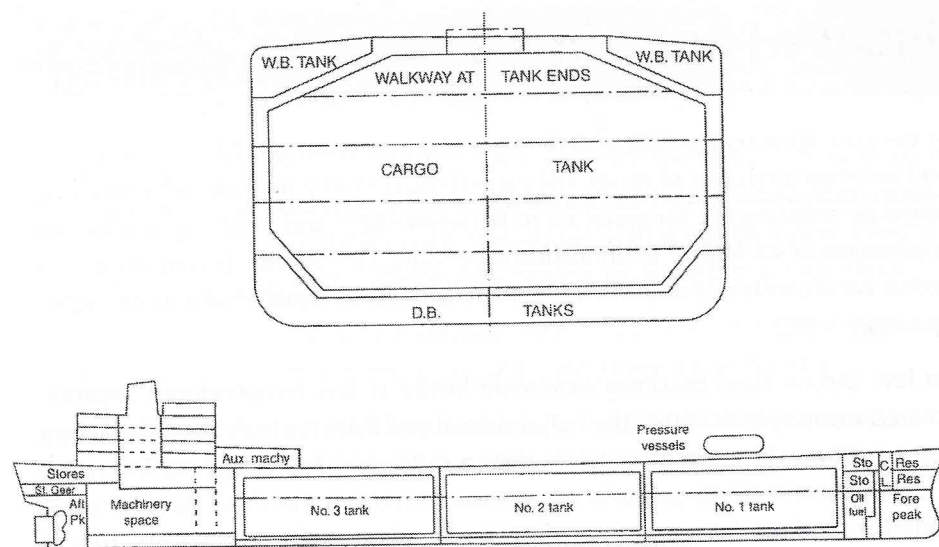 W.B. TANK
W.B. TANK
WALKWAY AT TANK ENDS
CARGO TANK
D.B. TANKS
Pressure
vessels
Aux. machy
Stores
St. Gear
Aft
Pk
Machinery
space
No. 3 tank
No. 2 tank
No. 1 tank
Sto
C
Res
Sto
L
Res
Oil
fuel
Fore
peak